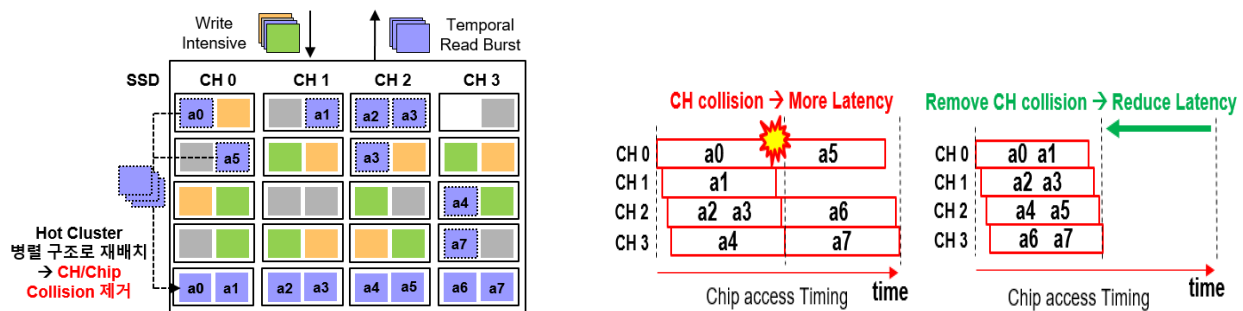 Write
Intensive
Temporal
Read Burst
SSD
CH 0
CH 1
CH 2
CH 3
a0
a1
a2
a3
a5
a3
a4
a7
Hot Cluster
병렬 구조로 재배치
→ CH/Chip
Collision 제거
a0
a1
a2
a3
a4
a5
a6
a7
CH collision → More Latency
CH 0
a0
a5
CH 1
a1
CH 2
a2 a3
a6
CH 3
a4
a7
time
Chip access Timing
Remove CH collision → Reduce Latency
CH 0
a0 a1
CH 1
a2 a3
CH 2
a4 a5
CH 3
a6 a7
time
Chip access Timing